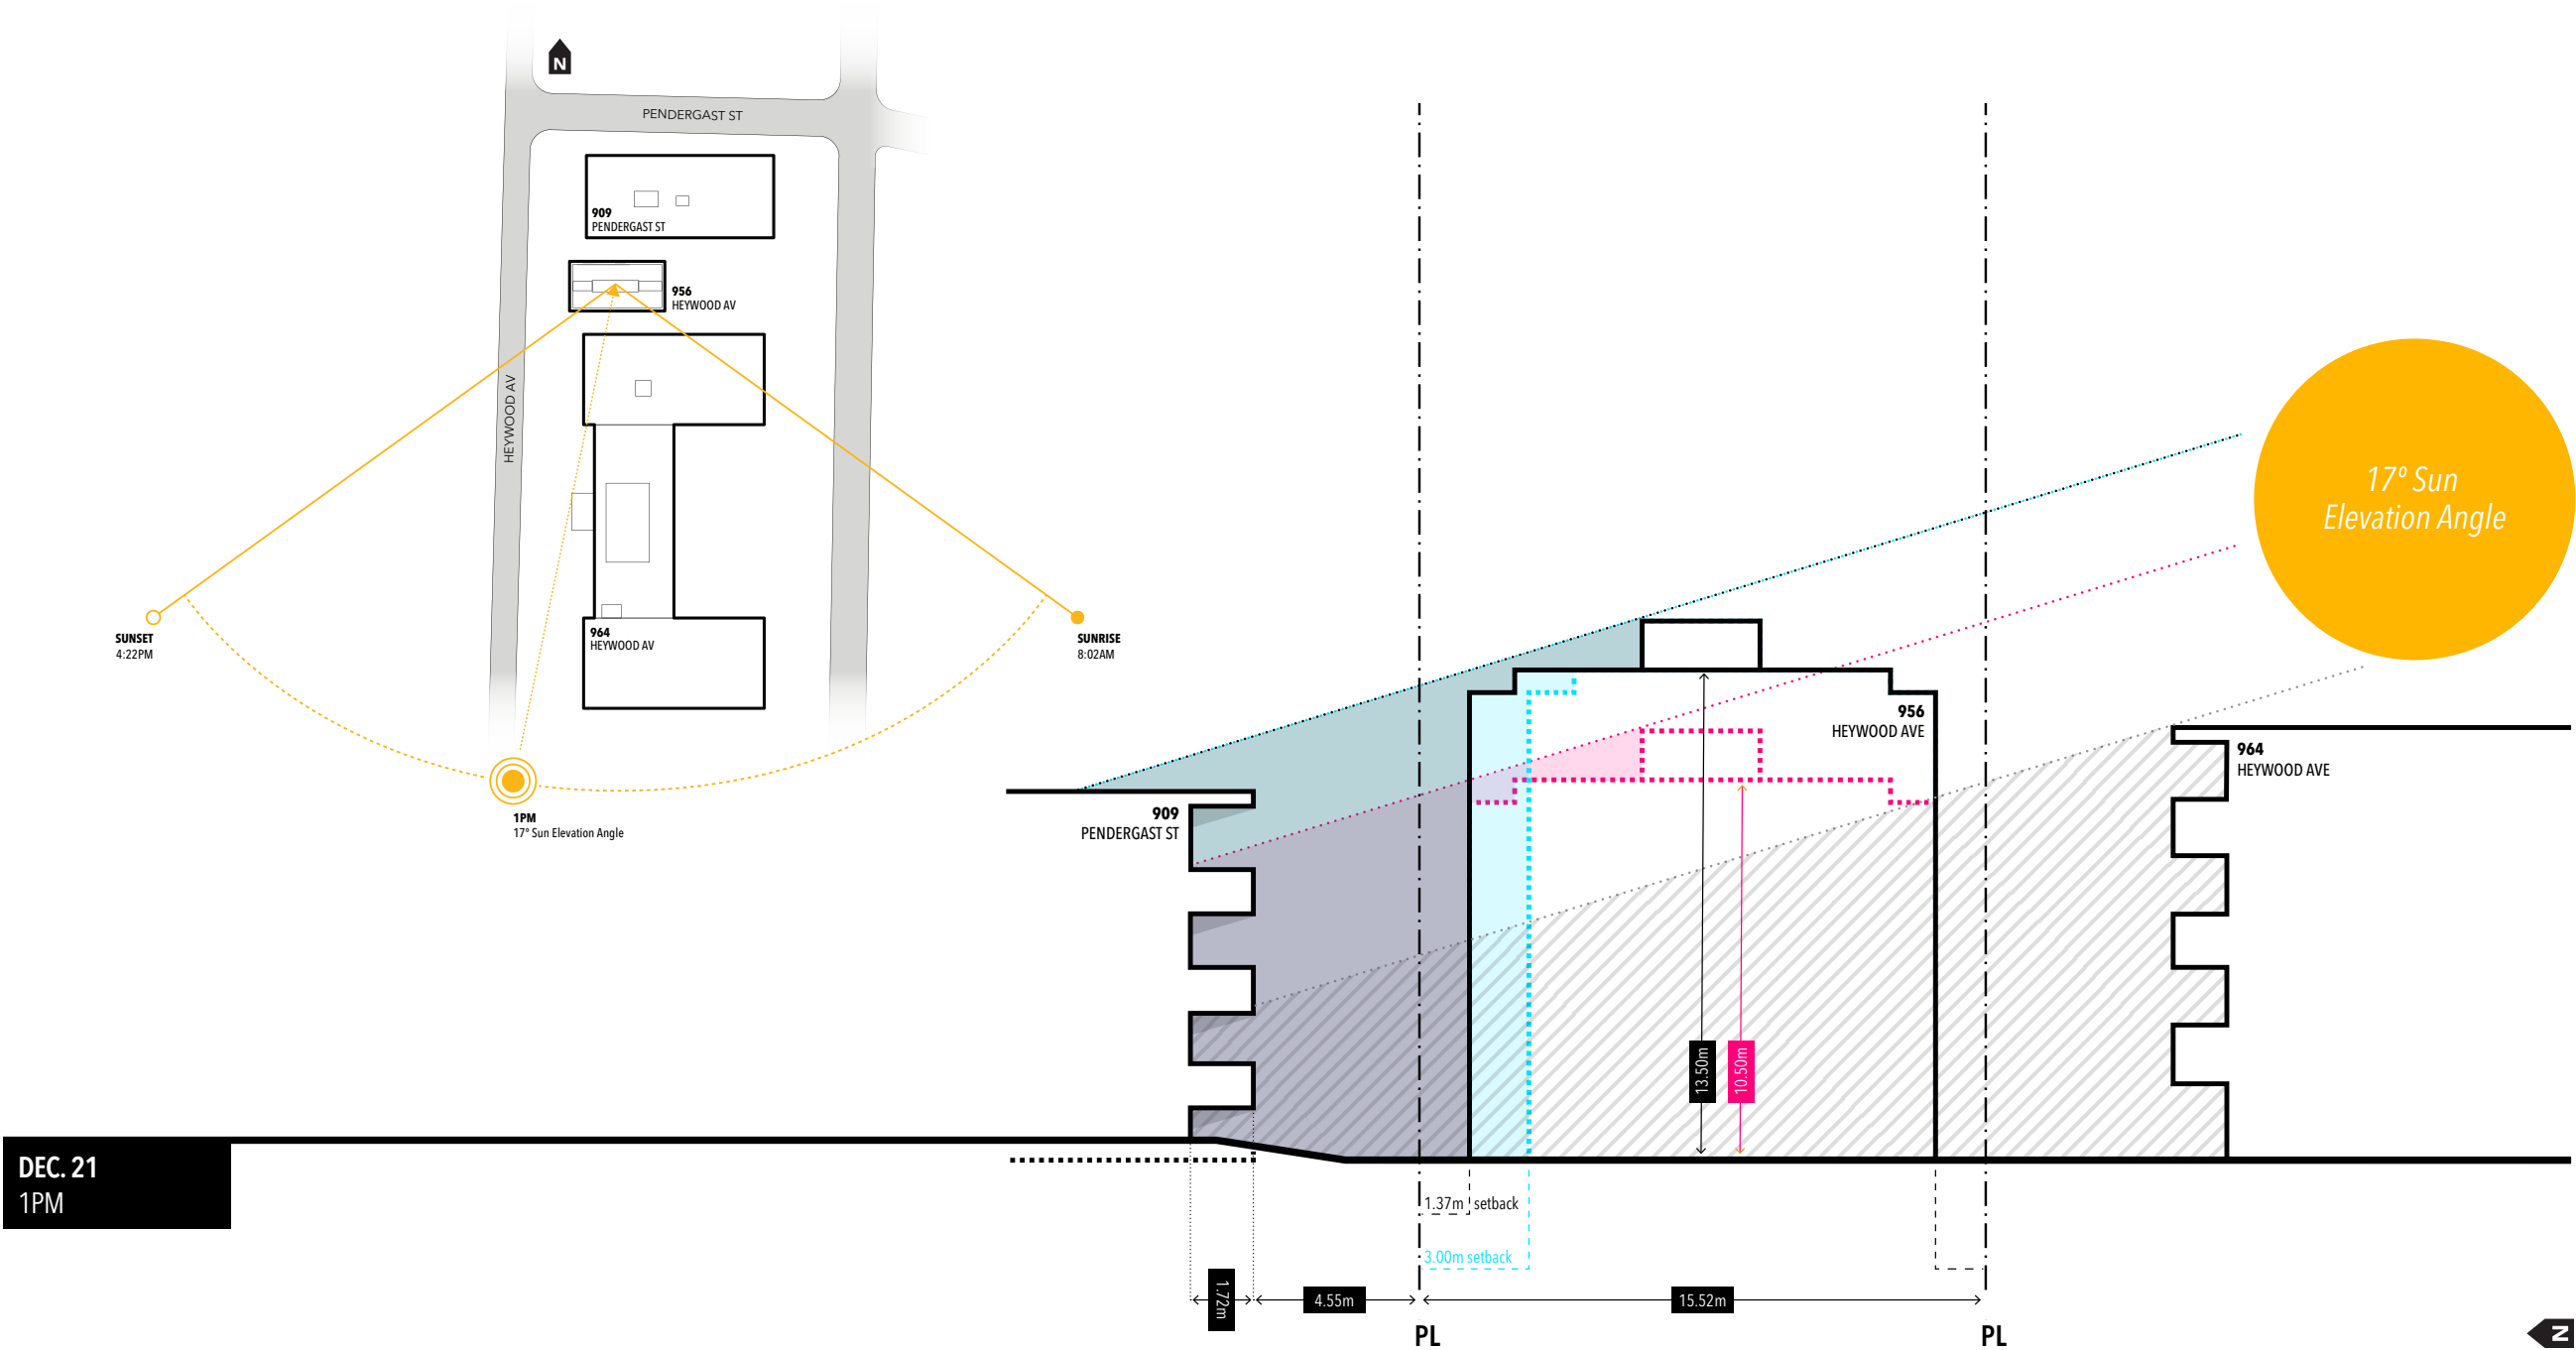 N
PENDERGAST ST
909
PENDERGAST ST
956
HEYWOOD AV
HEYWOOD AV
964
HEYWOOD AV
SUNSET
4:22PM
SUNRISE
8:02AM
1PM
17º Sun Elevation Angle
17º Sun
Elevation Angle
956
HEYWOOD AVE
964
HEYWOOD AVE
909
PENDERGAST ST
13.50m
10.50m
DEC. 21
1PM
1.37m setback
3.00m setback
1.72m
4.55m
15.52m
PL
PL
N